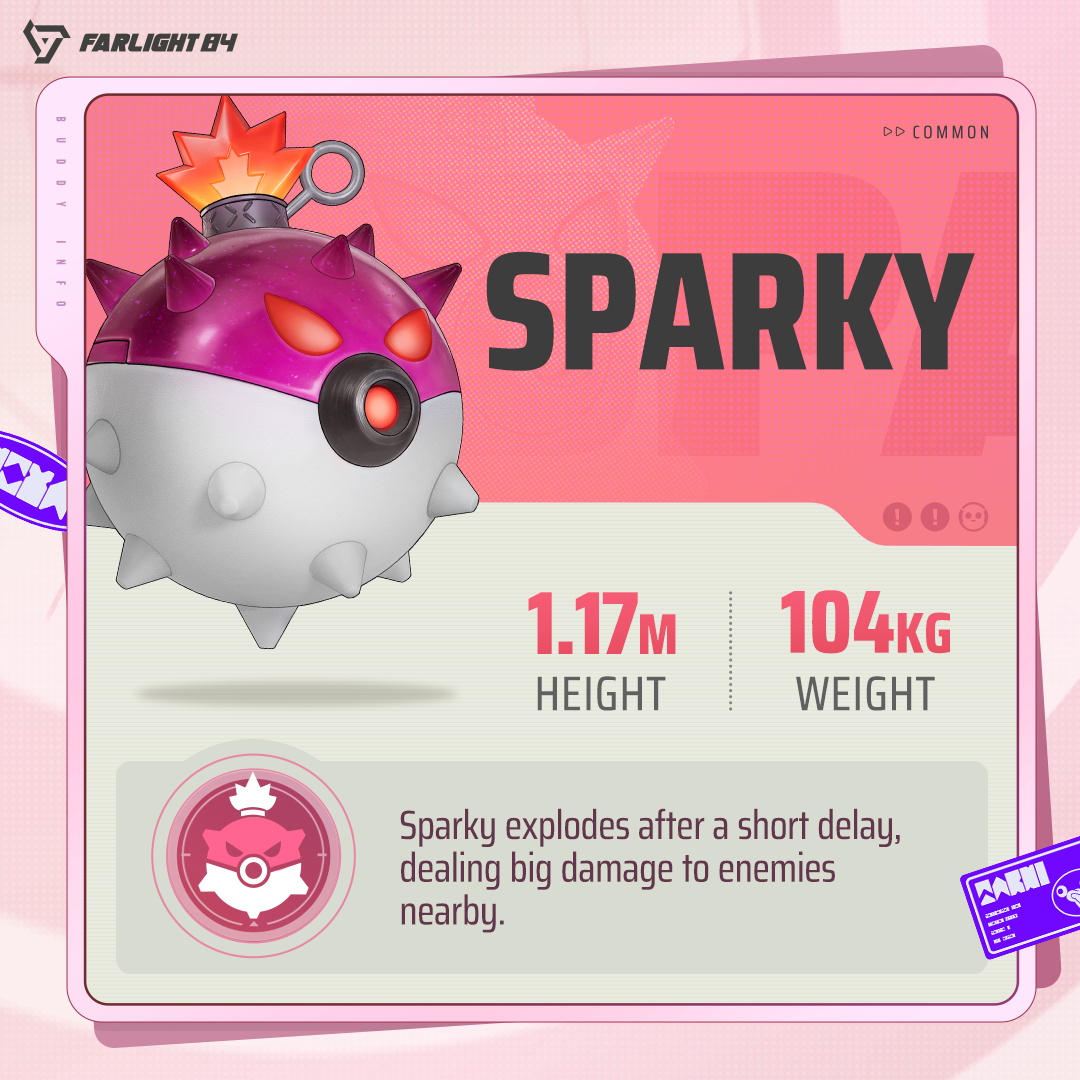 FARLIGHT 84
BUDDY INFO
COMMON
SPARKY
1.17M
104KG
HEIGHT
WEIGHT
Sparky explodes after a short delay,
dealing big damage to enemies
nearby.